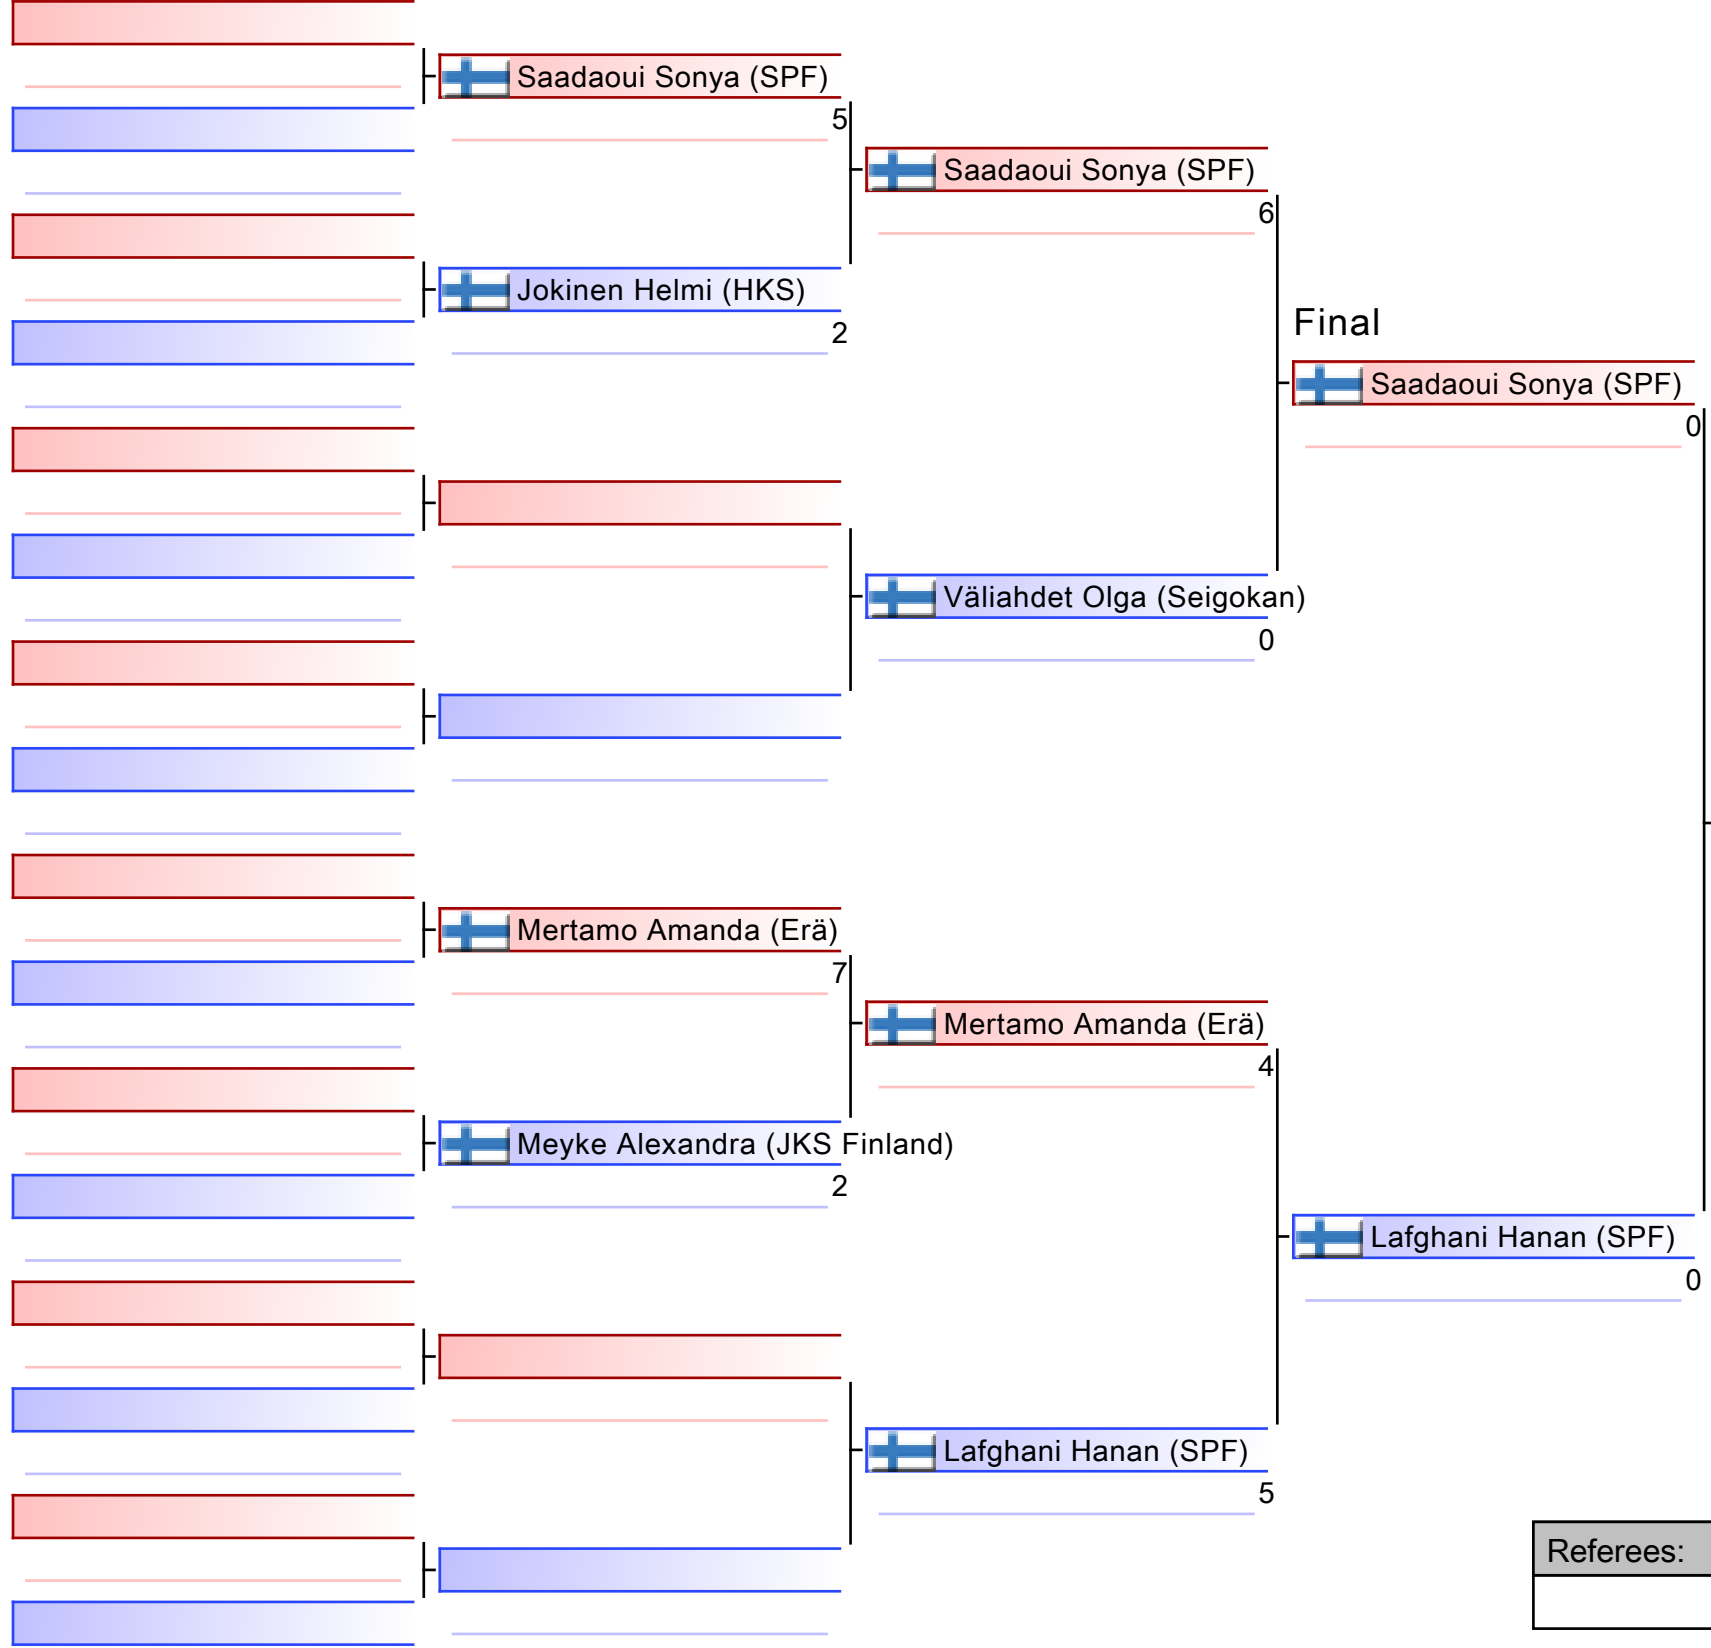 Saadaoui Sonya (SPF)
5
Saadaoui Sonya (SPF)
6
Jokinen Helmi (HKS)
2
Final
Saadaoui Sonya (SPF)
0
Väliahdet Olga (Seigokan)
0
Mertamo Amanda (Erä)
7
Mertamo Amanda (Erä)
4
Meyke Alexandra (JKS Finland)
2
Lafghani Hanan (SPF)
0
Lafghani Hanan (SPF)
5
Referees: